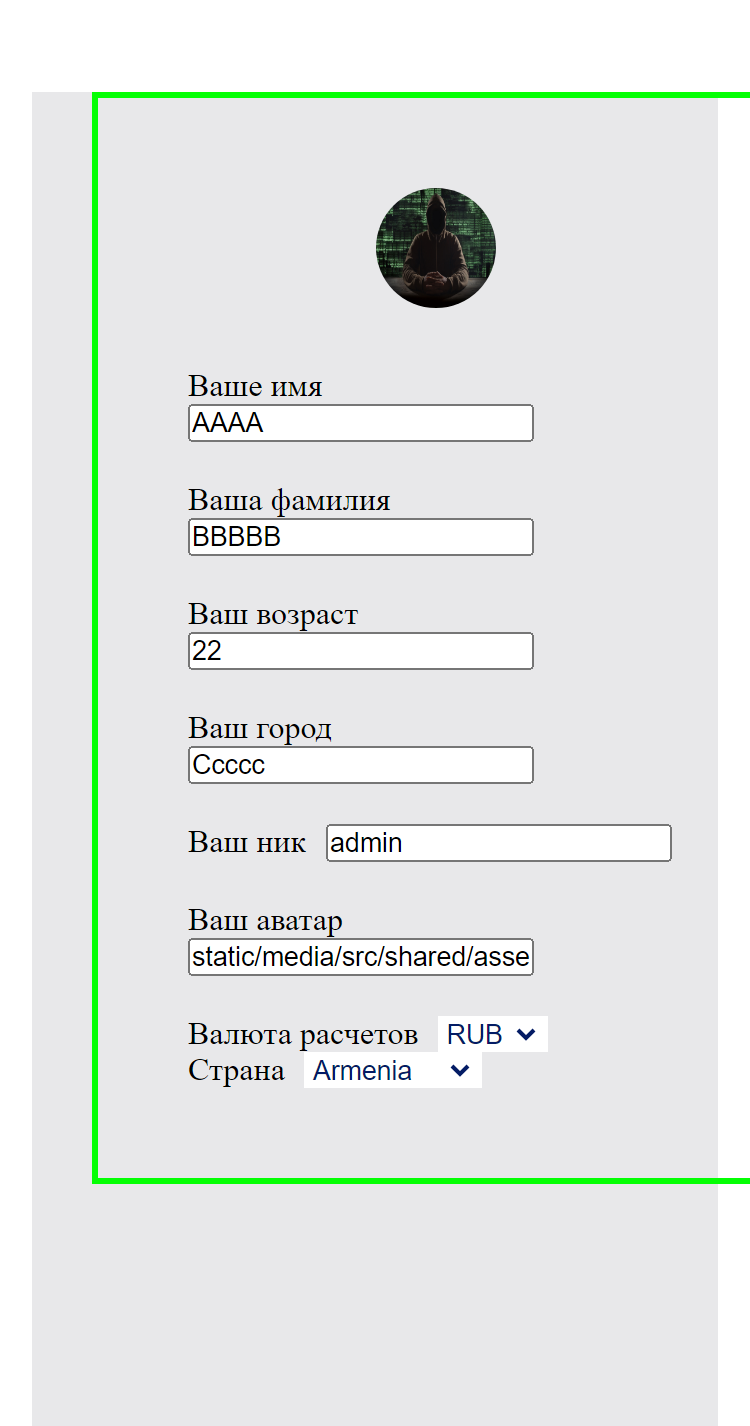 Ваше имя
AAAA
Ваша фамилия
BBBBB
Ваш возраст
22
Ваш город
Ccccc
Ваш ник admin
Ваш аватар
static/media/src/shared/asse
Валюта расчетов RUB
Страна Armenia